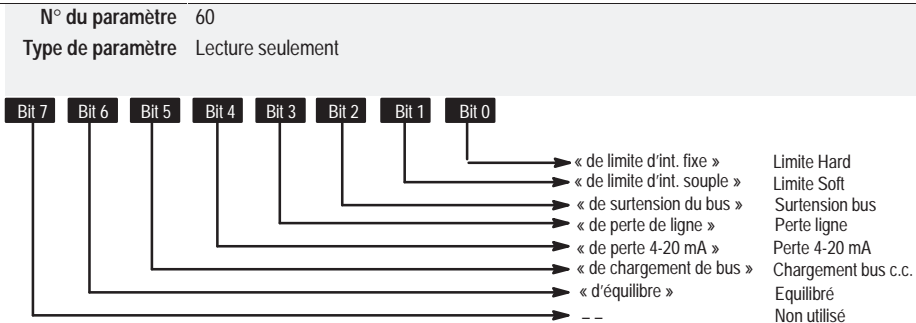 N° du paramètre 60
Type de paramètre Lecture seulement
Bit 7 Bit 6 Bit 5 Bit 4 Bit 3 Bit 2 Bit 1 Bit 0
« de limite d'int. fixe » Limite Hard
« de limite d'int. souple » Limite Soft
« de surtension du bus » Surtension bus
« de perte de ligne » Perte ligne
« de perte 4-20 mA » Perte 4-20 mA
« de chargement de bus » Chargement bus c.c.
« d'équilibre » Equilibré
– – Non utilisé